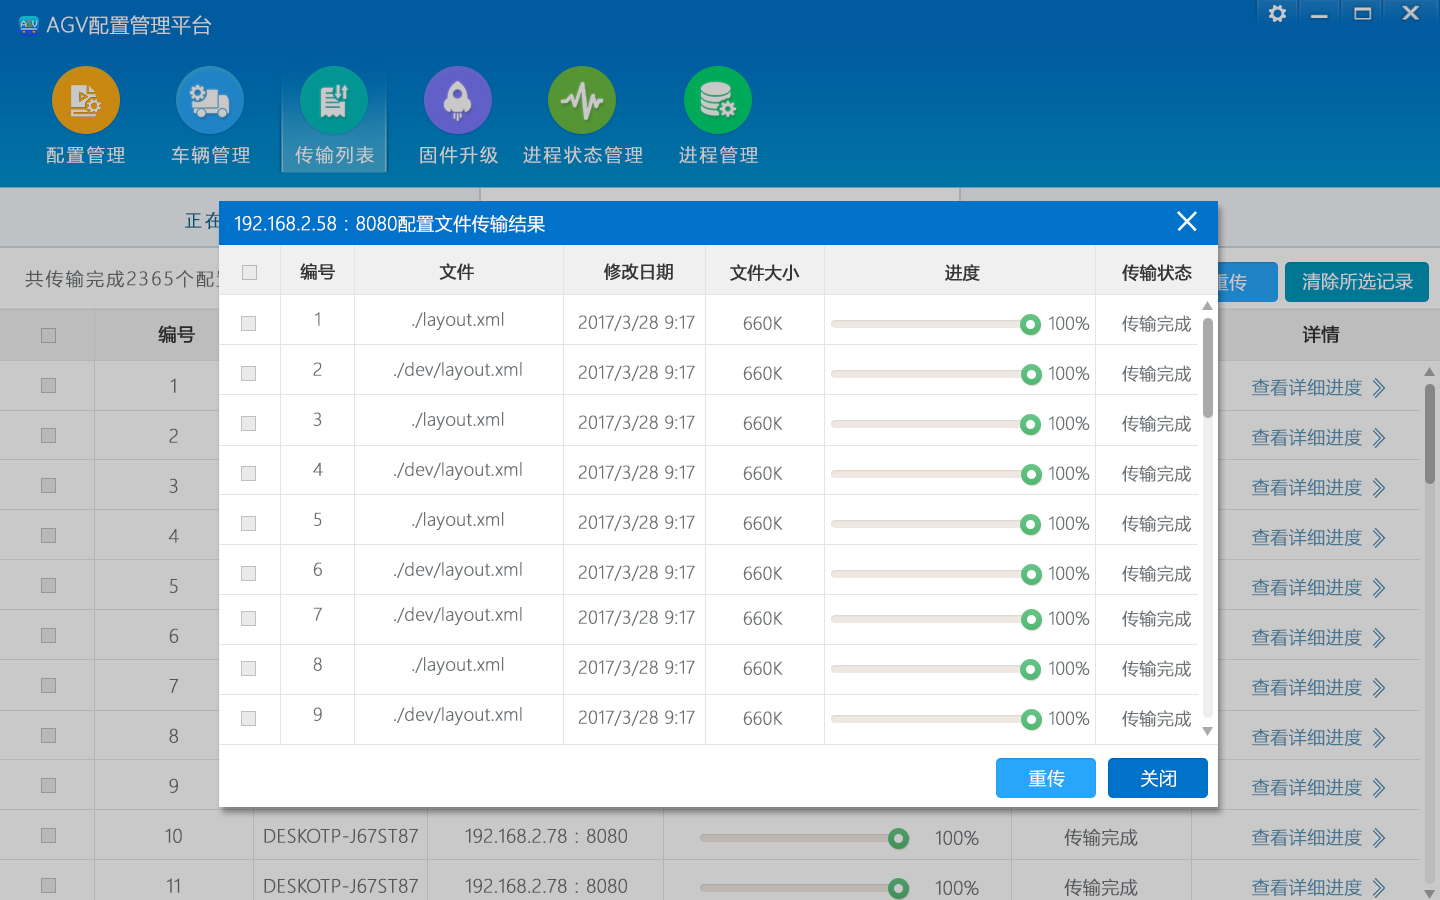 AGV配置管理平台
配置管理 车辆管理 传输列表 固件升级 进程状态管理 进程管理
正在
共传输完成2365个配
重传 清除所选记录
192.168.2.58：8080配置文件传输结果
编号 文件 修改日期 文件大小 进度 传输状态
1 ./layout.xml 2017/3/28 9:17 660K 100% 传输完成
2 ./dev/layout.xml 2017/3/28 9:17 660K 100% 传输完成
3 ./layout.xml 2017/3/28 9:17 660K 100% 传输完成
4 ./dev/layout.xml 2017/3/28 9:17 660K 100% 传输完成
5 ./layout.xml 2017/3/28 9:17 660K 100% 传输完成
6 ./dev/layout.xml 2017/3/28 9:17 660K 100% 传输完成
7 ./dev/layout.xml 2017/3/28 9:17 660K 100% 传输完成
8 ./layout.xml 2017/3/28 9:17 660K 100% 传输完成
9 ./dev/layout.xml 2017/3/28 9:17 660K 100% 传输完成
重传 关闭
编号 详情
1 查看详细进度
2 查看详细进度
3 查看详细进度
4 查看详细进度
5 查看详细进度
6 查看详细进度
7 查看详细进度
8 查看详细进度
9 查看详细进度
10 DESKOTP-J67ST87 192.168.2.78：8080 100% 传输完成 查看详细进度
11 DESKOTP-J67ST87 192.168.2.78：8080 100% 传输完成 查看详细进度